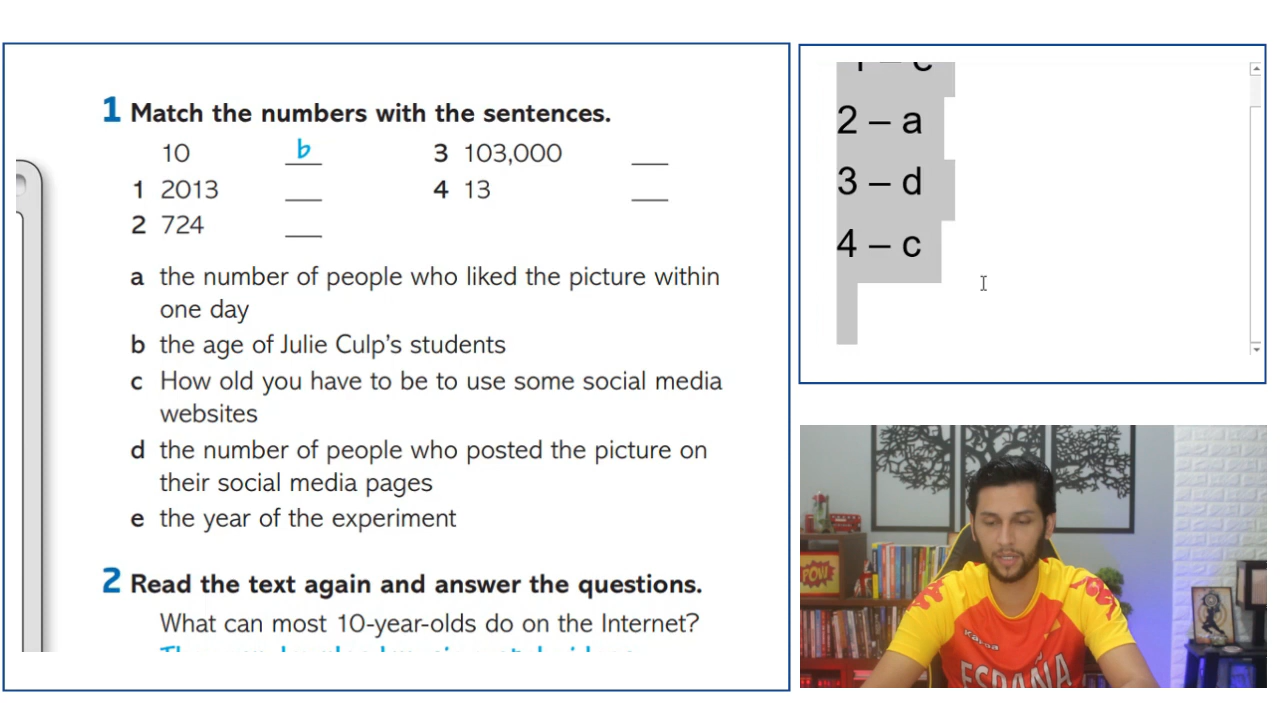 1 Match the numbers with the sentences.
10 b 3 103,000
1 2013 4 13
2 724
a the number of people who liked the picture within
one day
b the age of Julie Culp's students
c How old you have to be to use some social media
websites
d the number of people who posted the picture on
their social media pages
e the year of the experiment
2 Read the text again and answer the questions.
What can most 10-year-olds do on the Internet?
2 – a
3 – d
4 – c
POW!
Karma
ESPAÑA